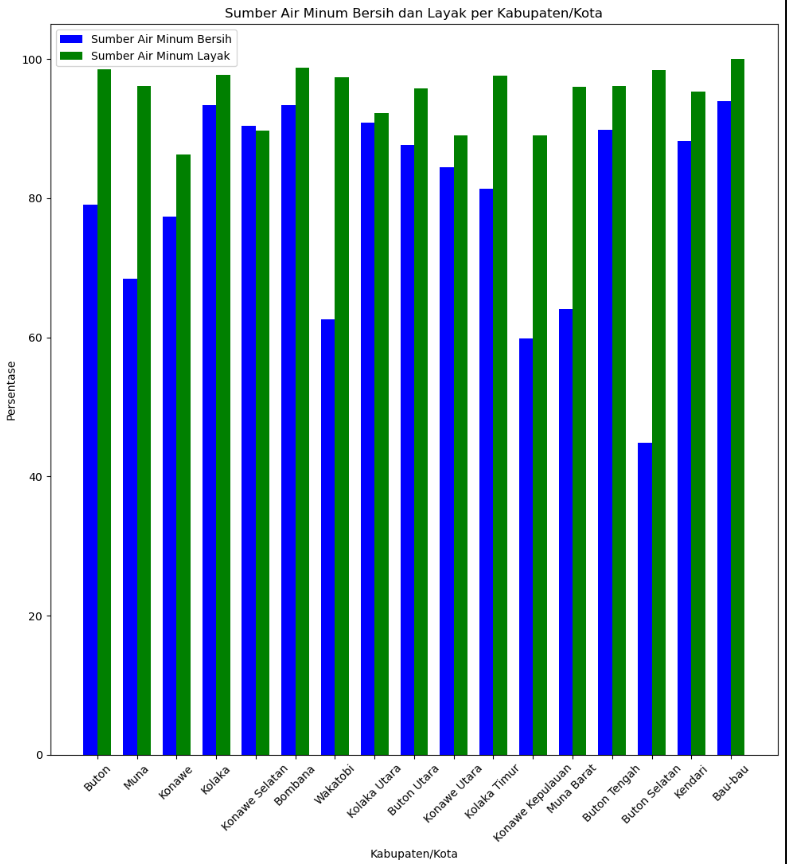 Sumber Air Minum Bersih dan Layak per Kabupaten/Kota
Sumber Air Minum Bersih
Sumber Air Minum Layak
100
80
60
40
20
0
Persentase
Buton
Muna
Konawe
Kolaka
Konawe Selatan
Bombana
Wakatobi
Kolaka Utara
Buton Utara
Konawe Utara
Kolaka Timur
Konawe Kepulauan
Muna Barat
Buton Tengah
Buton Selatan
Kendari
Bau-bau
Kabupaten/Kota